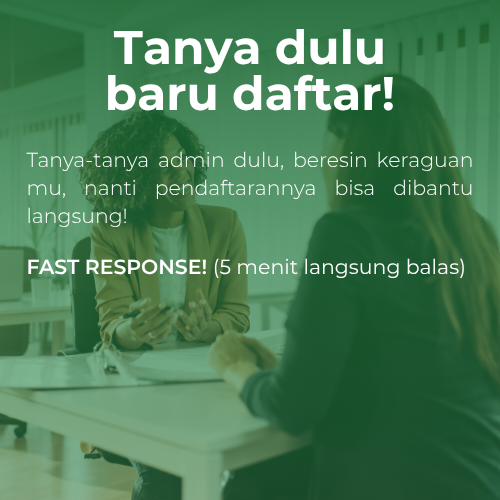 Tanya dulu
baru daftar!
Tanya-tanya admin dulu, beresin keraguan
mu, nanti pendaftarannya bisa dibantu
langsung!
FAST RESPONSE! (5 menit langsung balas)